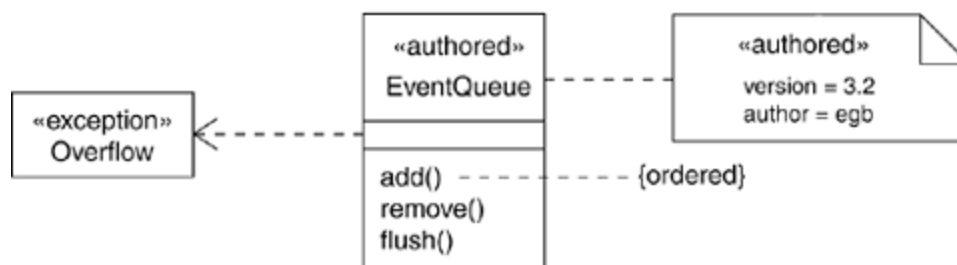 «exception»
Overflow
«authored»
EventQueue
add()
remove()
flush()
{ordered}
«authored»
version = 3.2
author = egb